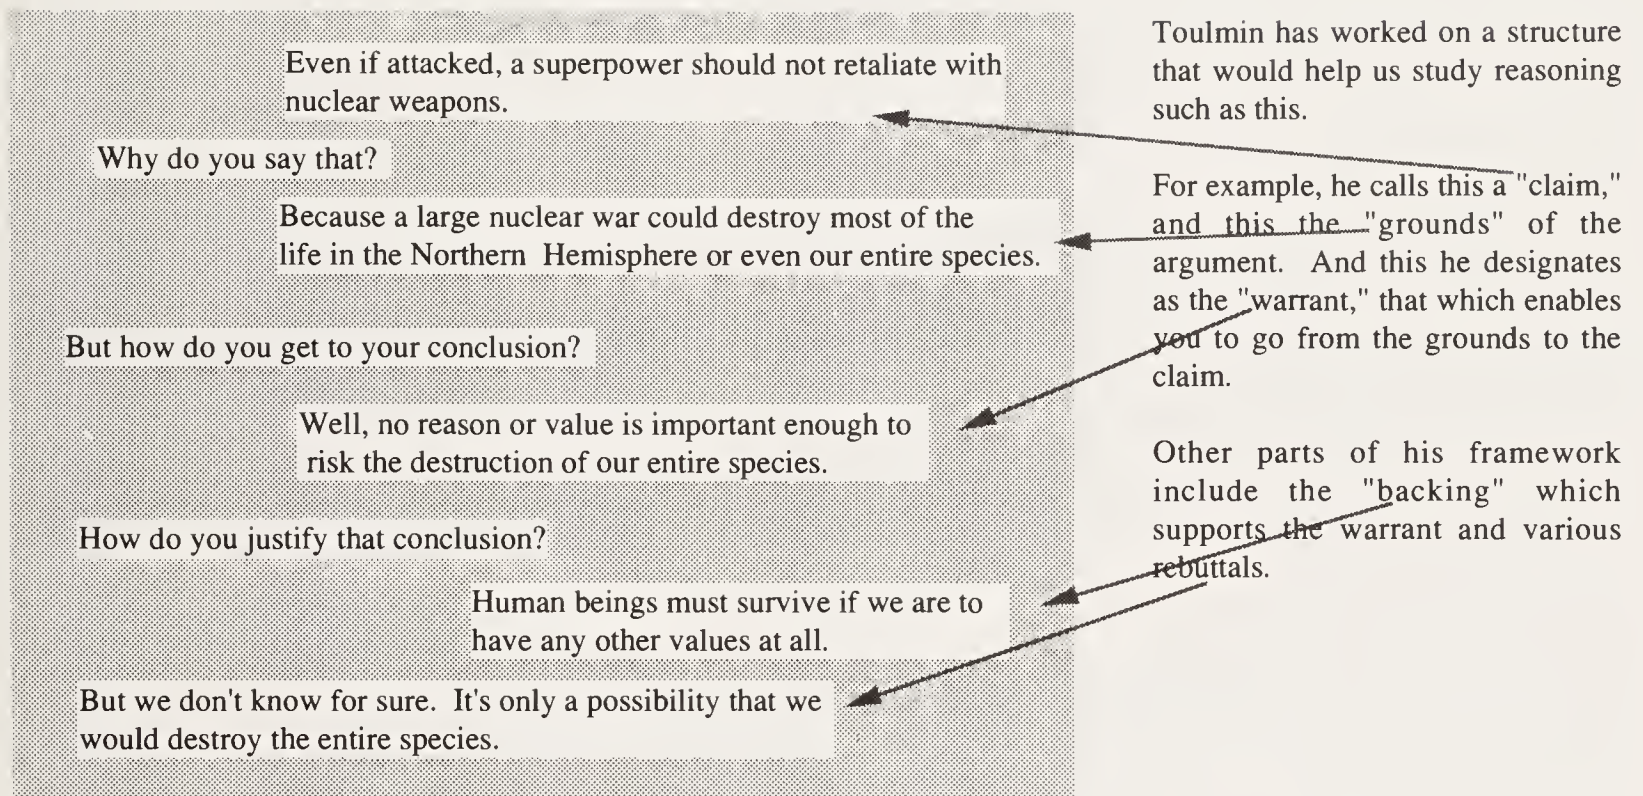 Even if attacked, a superpower should not retaliate with
nuclear weapons.
Why do you say that?
Because a large nuclear war could destroy most of the
life in the Northern Hemisphere or even our entire species.
But how do you get to your conclusion?
Well, no reason or value is important enough to
risk the destruction of our entire species.
How do you justify that conclusion?
Human beings must survive if we are to
have any other values at all.
But we don't know for sure. It's only a possibility that we
would destroy the entire species.
Toulmin has worked on a structure
that would help us study reasoning
such as this.
For example, he calls this a "claim,"
and this the "grounds" of the
argument. And this he designates
as the "warrant," that which enables
you to go from the grounds to the
claim.
Other parts of his framework
include the "backing" which
supports the warrant and various
rebuttals.